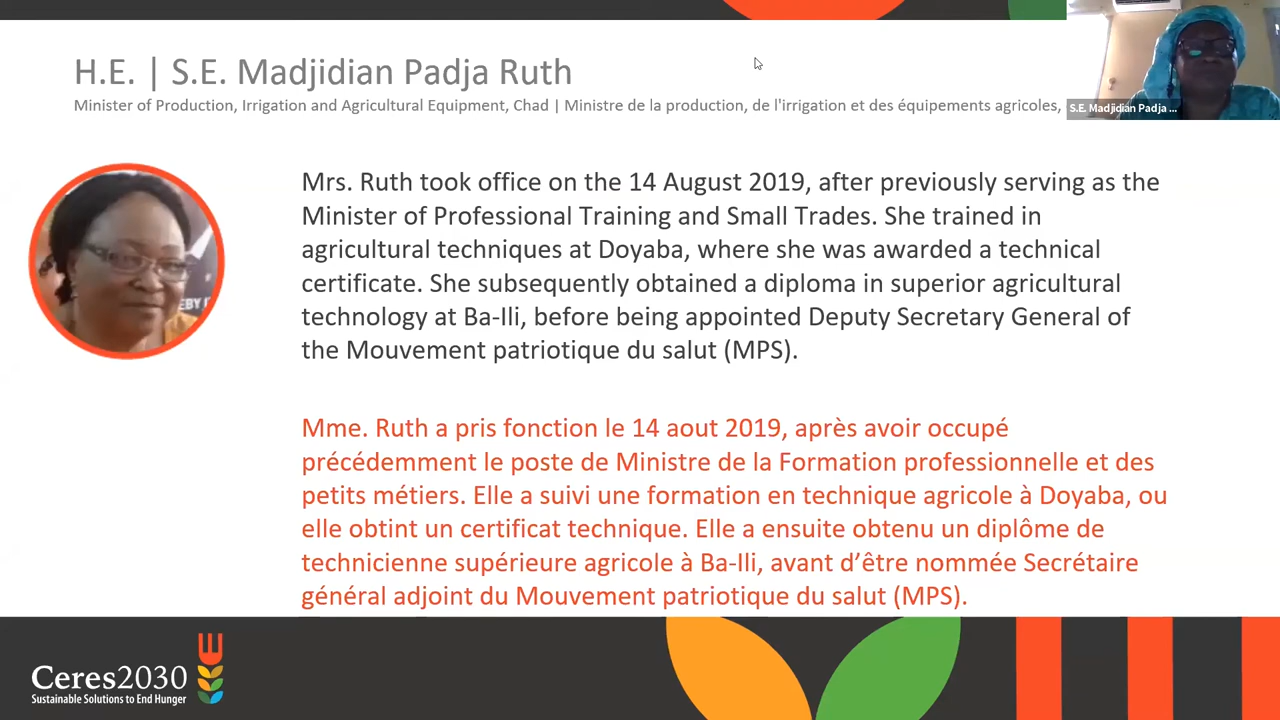 H.E. | S.E. Madjidian Padja Ruth
Minister of Production, Irrigation and Agricultural Equipment, Chad | Ministre de la production, de l'irrigation et des équipements agricoles,
S.E. Madjidian Padja ...
Mrs. Ruth took office on the 14 August 2019, after previously serving as the
Minister of Professional Training and Small Trades. She trained in
agricultural techniques at Doyaba, where she was awarded a technical
certificate. She subsequently obtained a diploma in superior agricultural
technology at Ba-Ili, before being appointed Deputy Secretary General of
the Mouvement patriotique du salut (MPS).
EBY I
Mme. Ruth a pris fonction le 14 aout 2019, après avoir occupé
précédemment le poste de Ministre de la Formation professionnelle et des
petits métiers. Elle a suivi une formation en technique agricole à Doyaba, ou
elle obtint un certificat technique. Elle a ensuite obtenu un diplôme de
technicienne supérieure agricole à Ba-Ili, avant d’être nommée Secrétaire
général adjoint du Mouvement patriotique du salut (MPS).
Ceres2030
Sustainable Solutions to End Hunger